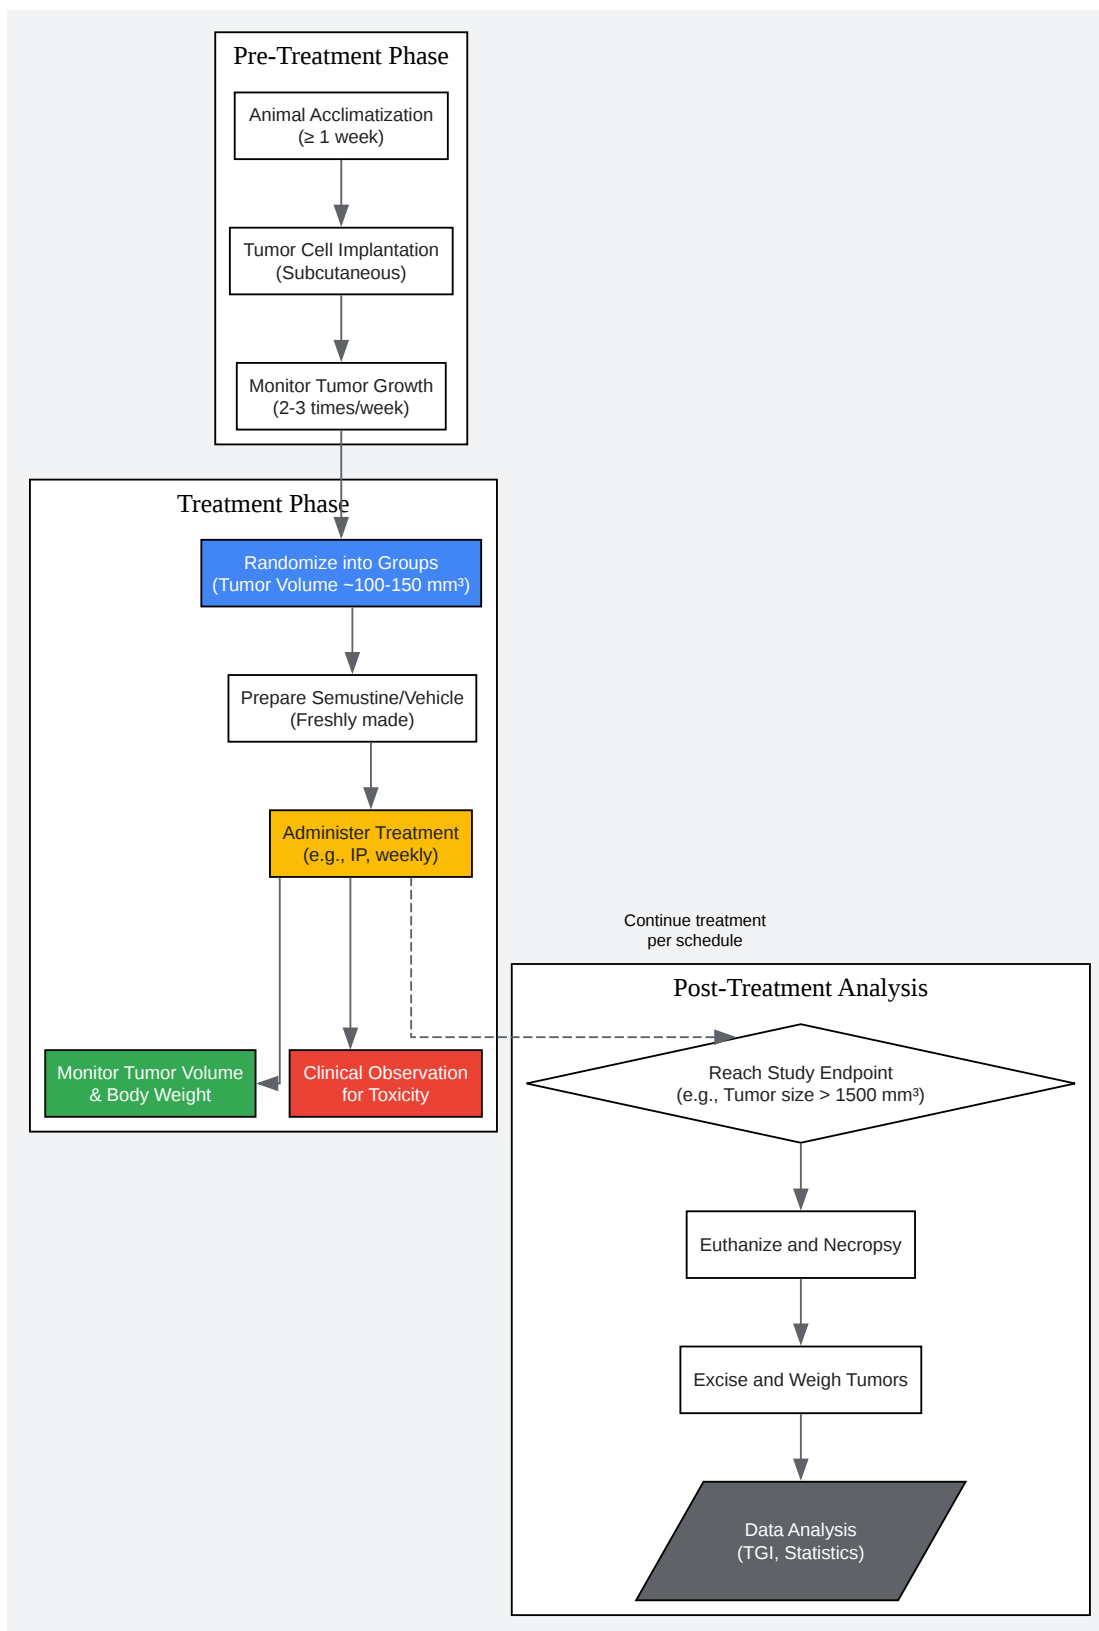 Pre-Treatment Phase
Animal Acclimatization
(≥ 1 week)
Tumor Cell Implantation
(Subcutaneous)
Monitor Tumor Growth
(2-3 times/week)
Treatment Phase
Randomize into Groups
(Tumor Volume ~100-150 mm³)
Prepare Semustine/Vehicle
(Freshly made)
Administer Treatment
(e.g., IP, weekly)
Monitor Tumor Volume
& Body Weight
Clinical Observation
for Toxicity
Continue treatment
per schedule
Post-Treatment Analysis
Reach Study Endpoint
(e.g., Tumor size > 1500 mm³)
Euthanize and Necropsy
Excise and Weigh Tumors
Data Analysis
(TGI, Statistics)